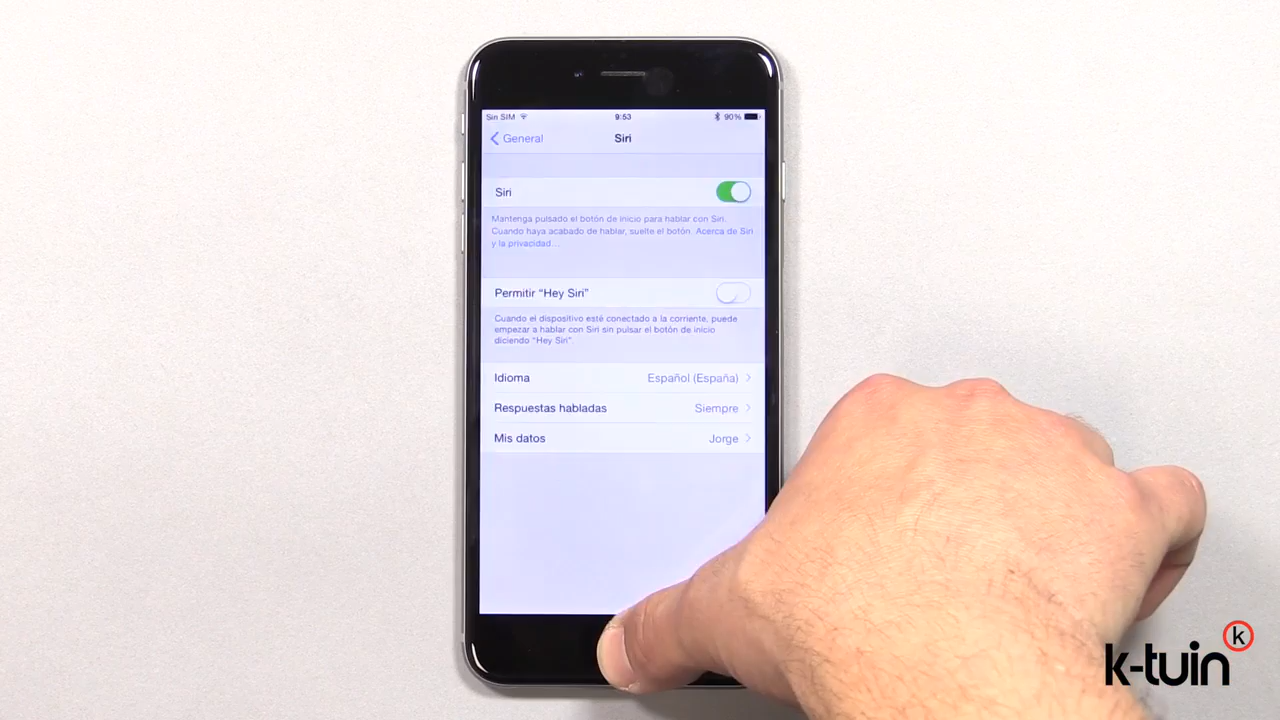 Sin SIM 9:53 90%
General Siri
Siri
Mantenga pulsado el botón de inicio para hablar con Siri.
Cuando haya acabado de hablar, suelte el botón. Acerca de Siri
y la privacidad...
Permitir “Hey Siri”
Cuando el dispositivo esté conectado a la corriente, puede
empezar a hablar con Siri sin pulsar el botón de inicio
diciendo “Hey Siri”.
Idioma Español (España)
Respuestas habladas Siempre
Mis datos Jorge
k
k-tuin